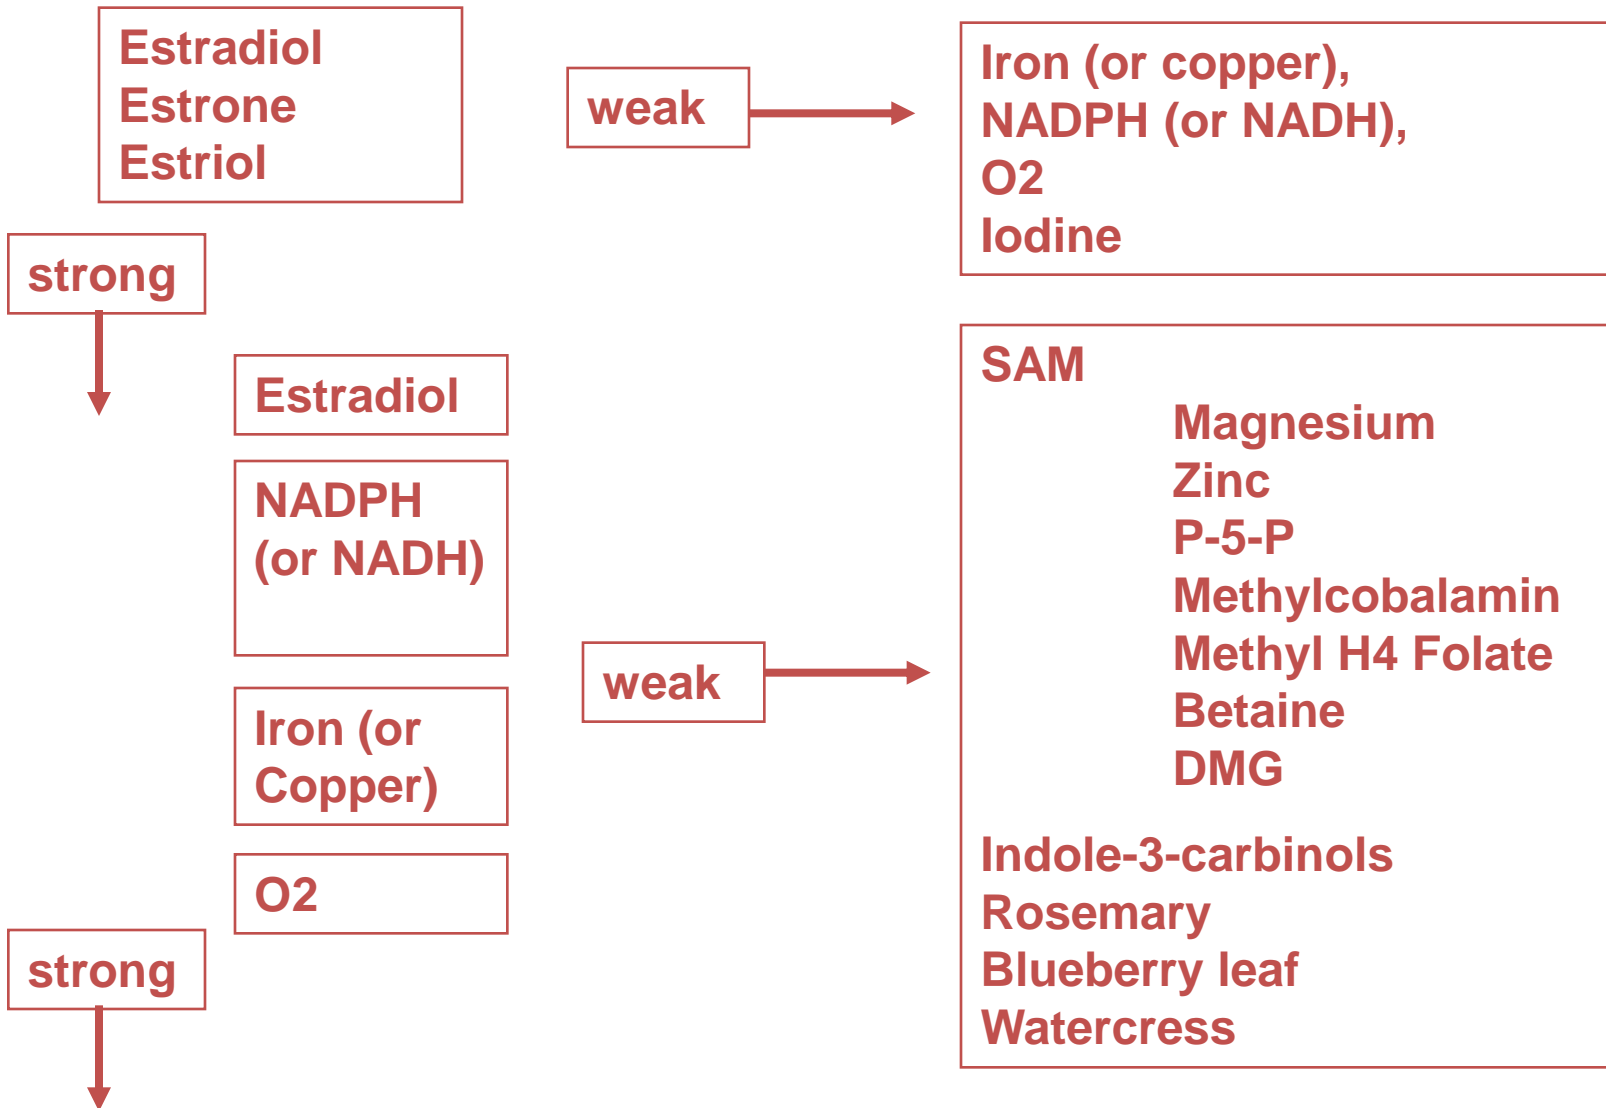 Estradiol
Estrone
Estriol
weak
Iron (or copper),
NADPH (or NADH),
O2
Iodine
strong
Estradiol
NADPH
(or NADH)
Iron (or
Copper)
O2
weak
SAM
Magnesium
Zinc
P-5-P
Methylcobalamin
Methyl H4 Folate
Betaine
DMG
Indole-3-carbinols
Rosemary
Blueberry leaf
Watercress
strong